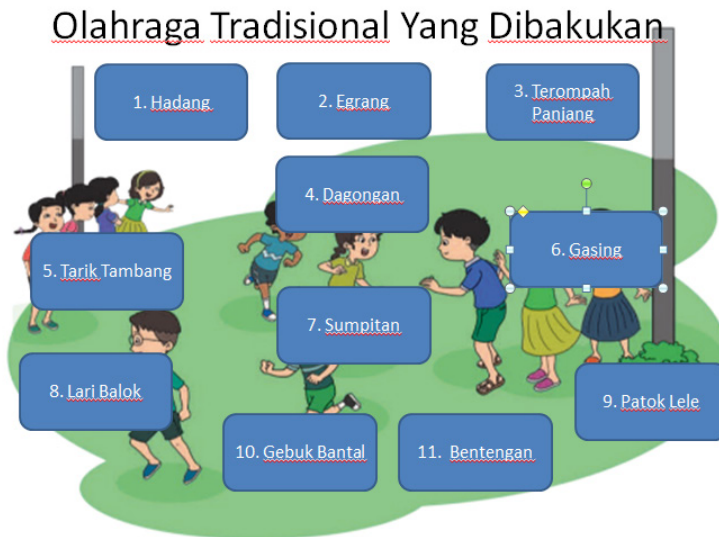 Olahraga Tradisional Yang Dibakukan
1. Hadang
2. Egrang
3. Terompah
Panjang
4. Dagongan
5. Tarik Tambang
6. Gasing
7. Sumpitan
8. Lari Balok
9. Patok Lele
10. Gebuk Bantal
11. Bentengan